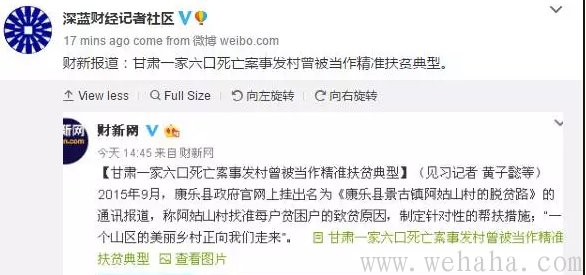 深蓝财经记者社区
17 mins ago come from 微博 weibo.com
财新报道：甘肃一家六口死亡案事发村曾被当作精准扶贫典型。
View less Full Size 向左旋转 向右旋转
新网
n.com
财新网
今天 14:45 来自财新网
【甘肃一家六口死亡案事发村曾被当作精准扶贫典型】（见习记者 黄子懿等）
2015年9月，康乐县政府官网上挂出名为《康乐县景古镇阿姑山村的脱贫路》的
通讯报道，称阿姑山村找准每户贫困户的致贫原因，制定针对性的帮扶措施；“一
个山区的美丽乡村正向我们走来”。 甘肃一家六口死亡案事发村曾被当作精准
扶贫典型 查看图片
www.wehaha.com